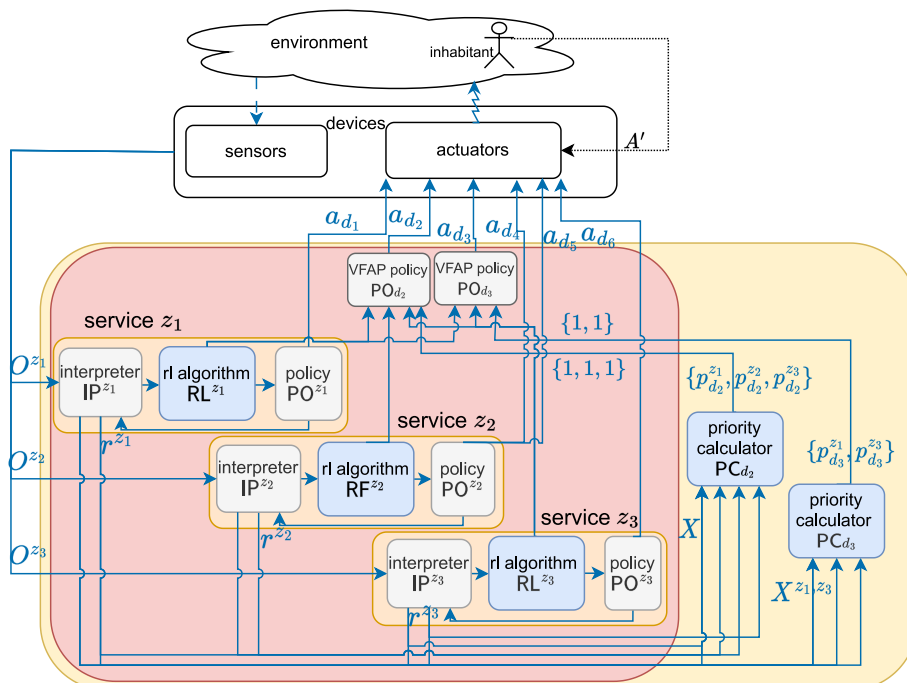 environment
inhabitant
devices
sensors
actuators
A′
a_{d_1}
a_{d_2}
a_{d_3}
a_{d_4}
a_{d_5}
a_{d_6}
VFAP policy
PO_{d_2}
VFAP policy
PO_{d_3}
service z_1
{1, 1}
{1, 1, 1}
O^{z_1}
interpreter
IP^{z_1}
rl algorithm
RL^{z_1}
policy
PO^{z_1}
r^{z_1}
{p_{d_2}^{z_1}, p_{d_2}^{z_2}, p_{d_2}^{z_3}}
priority
calculator
PC_{d_2}
service z_2
O^{z_2}
interpreter
IP^{z_2}
rl algorithm
RF^{z_2}
policy
PO^{z_2}
r^{z_2}
{p_{d_3}^{z_1}, p_{d_3}^{z_3}}
priority
calculator
PC_{d_3}
service z_3
X
O^{z_3}
interpreter
IP^{z_3}
rl algorithm
RL^{z_3}
policy
PO^{z_3}
r^{z_3}
X^{z_1,z_3}